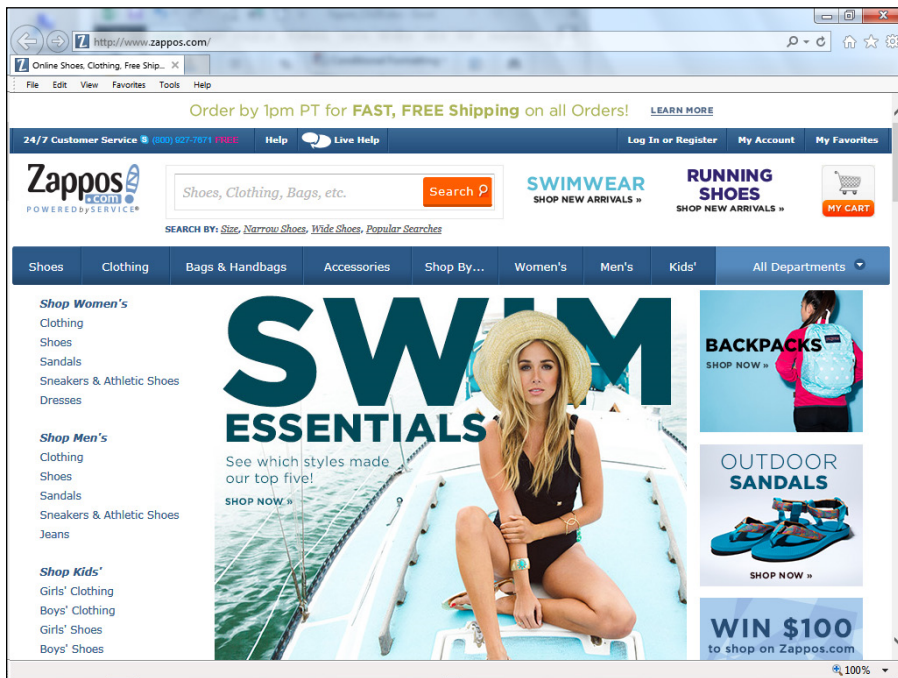 http://www.zappos.com/
Online Shoes, Clothing, Free Ship...
File Edit View Favorites Tools Help
Order by 1pm PT for FAST, FREE Shipping on all Orders! LEARN MORE
24/7 Customer Service (800) 927-7671 Help Live Help Log In or Register My Account My Favorites
Zappos
.com
POWERED by SERVICE®
Shoes, Clothing, Bags, etc. Search
SWIMWEAR
SHOP NEW ARRIVALS »
RUNNING
SHOES
SHOP NEW ARRIVALS »
MY CART
SEARCH BY: Size, Narrow Shoes, Wide Shoes, Popular Searches
Shoes Clothing Bags & Handbags Accessories Shop By... Women's Men's Kids' All Departments
Shop Women's
Clothing
Shoes
Sandals
Sneakers & Athletic Shoes
Dresses
Shop Men's
Clothing
Shoes
Sandals
Sneakers & Athletic Shoes
Jeans
Shop Kids'
Girls' Clothing
Boys' Clothing
Girls' Shoes
Boys' Shoes
SWIM
ESSENTIALS
See which styles made
our top five!
SHOP NOW »
BACKPACKS
SHOP NOW »
OUTDOOR
SANDALS
SHOP NOW »
WIN $100
to shop on Zappos.com
100%